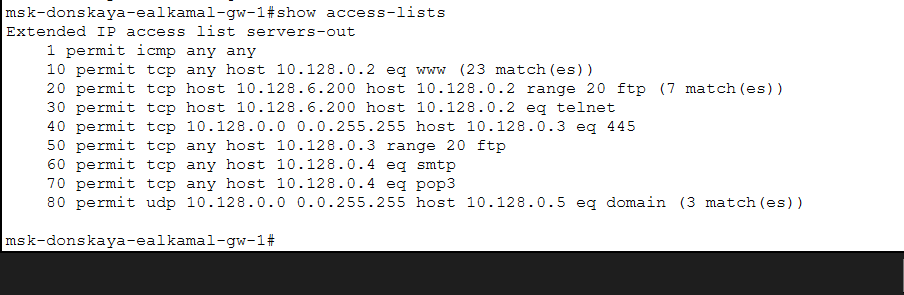 msk-donskaya-ealkamal-gw-1#show access-lists
Extended IP access list servers-out
1 permit icmp any any
10 permit tcp any host 10.128.0.2 eq www (23 match(es))
20 permit tcp host 10.128.6.200 host 10.128.0.2 range 20 ftp (7 match(es))
30 permit tcp host 10.128.6.200 host 10.128.0.2 eq telnet
40 permit tcp 10.128.0.0 0.0.255.255 host 10.128.0.3 eq 445
50 permit tcp any host 10.128.0.3 range 20 ftp
60 permit tcp any host 10.128.0.4 eq smtp
70 permit tcp any host 10.128.0.4 eq pop3
80 permit udp 10.128.0.0 0.0.255.255 host 10.128.0.5 eq domain (3 match(es))
msk-donskaya-ealkamal-gw-1#